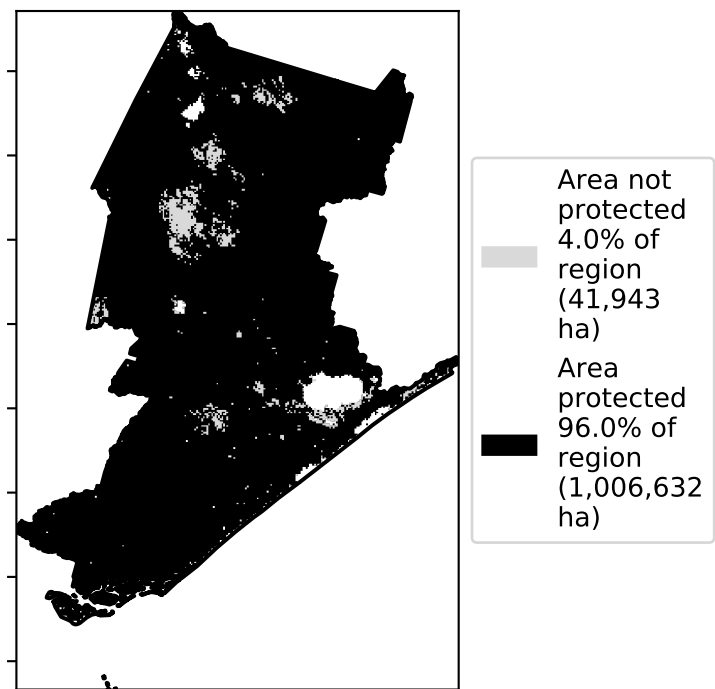 Area not
protected
4.0% of
region
(41,943
ha)
Area
protected
96.0% of
region
(1,006,632
ha)